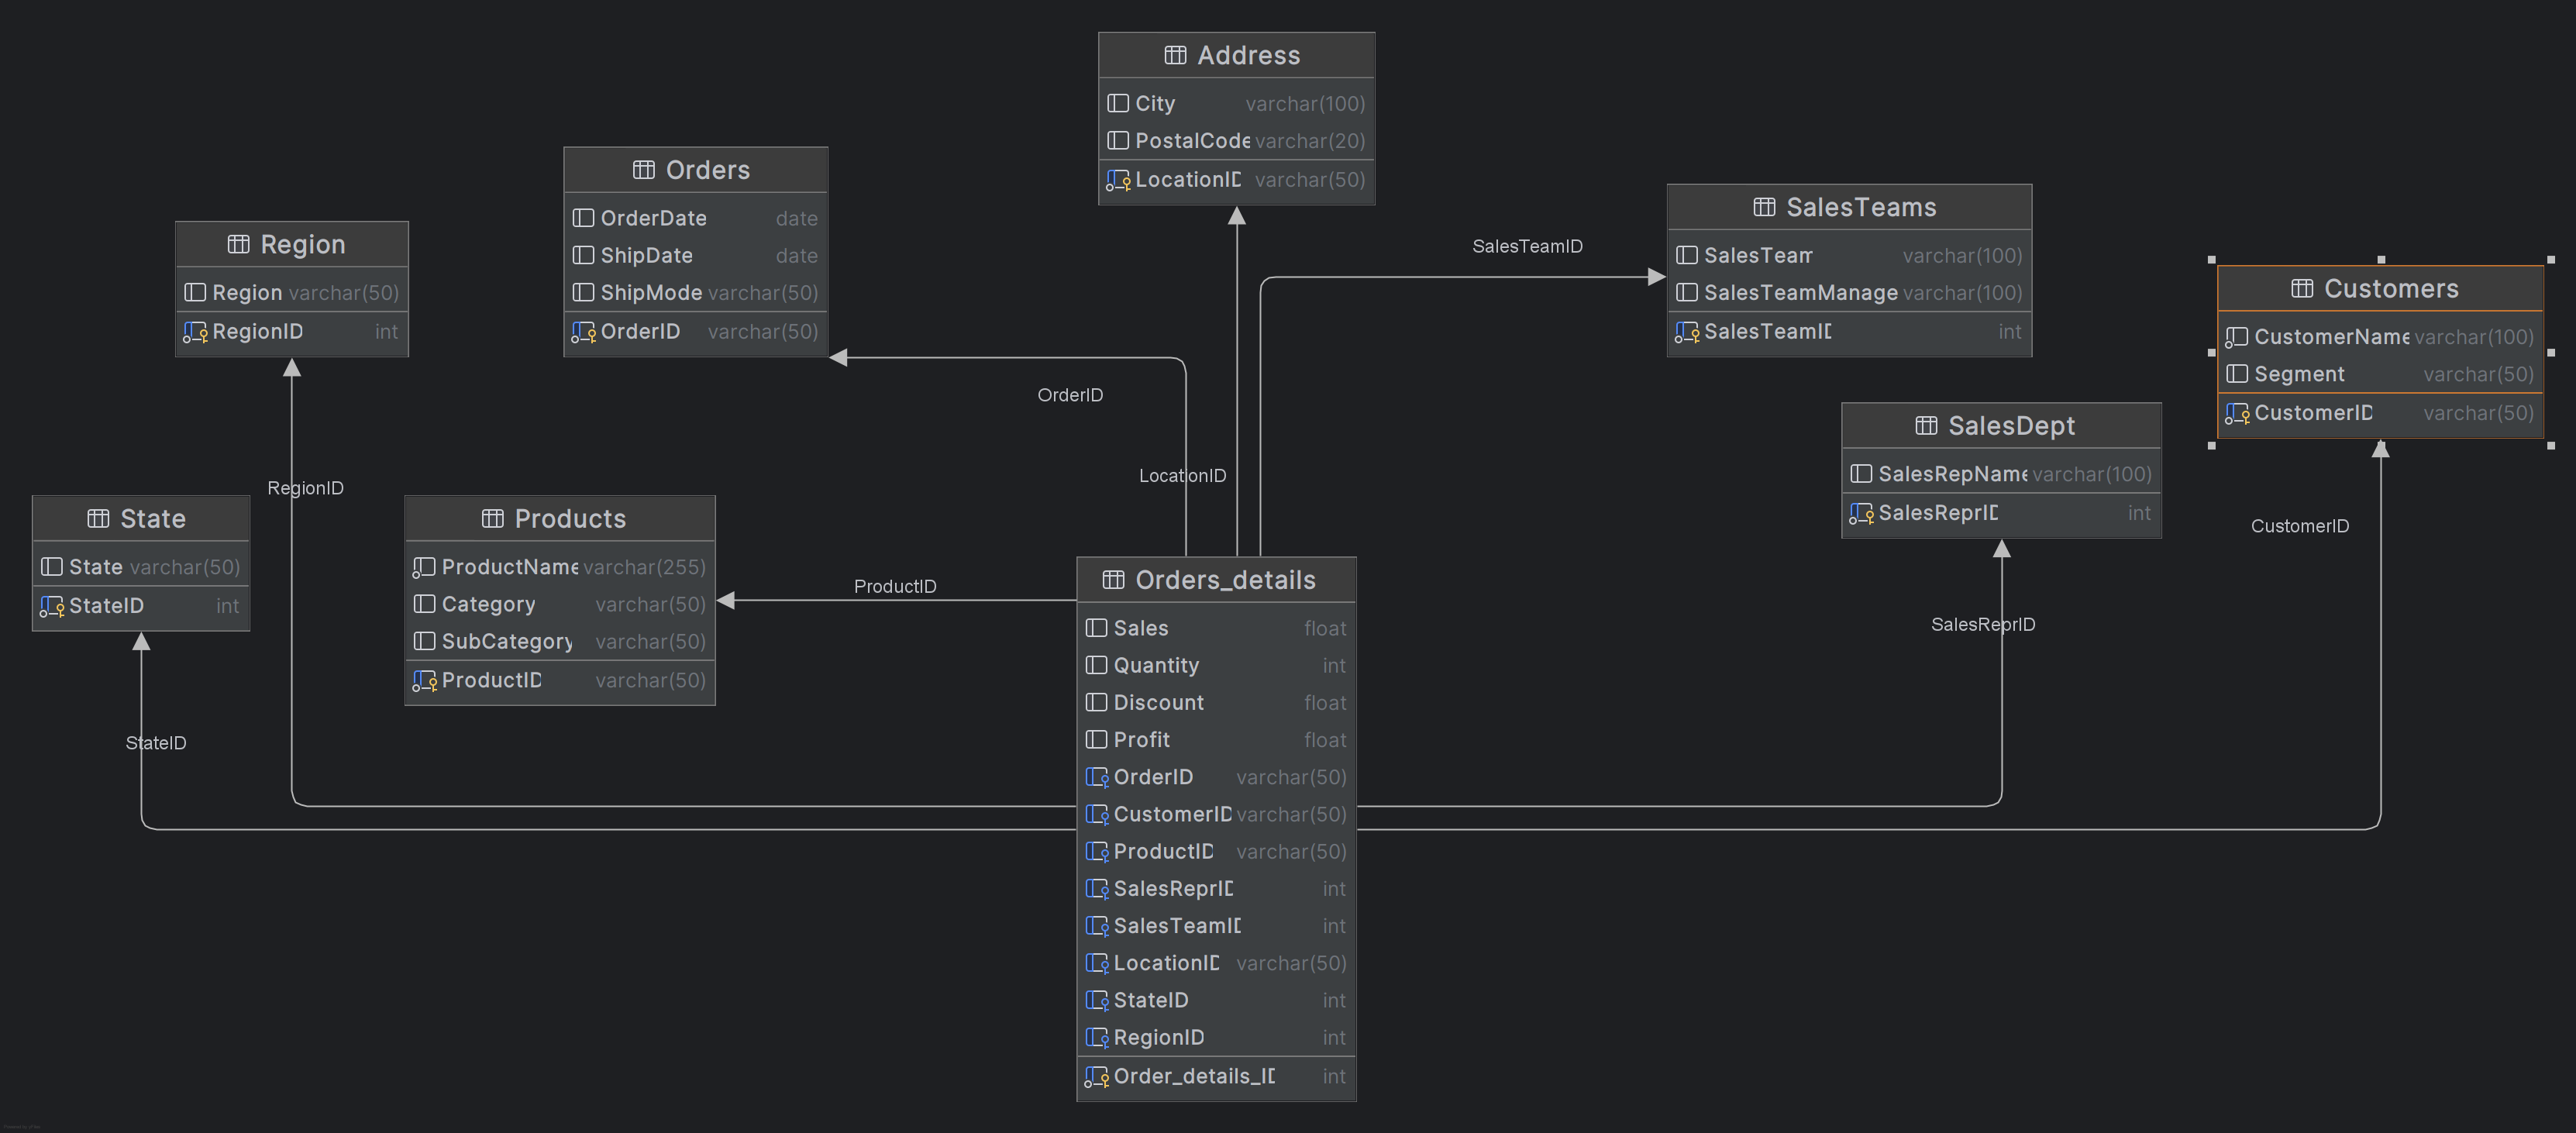 Address
City varchar(100)
PostalCode varchar(20)
LocationID varchar(50)
Orders
OrderDate date
ShipDate date
ShipMode varchar(50)
OrderID varchar(50)
SalesTeams
SalesTeam varchar(100)
SalesTeamManage varchar(100)
SalesTeamID int
Region
Region varchar(50)
RegionID int
SalesTeamID
Customers
CustomerName varchar(100)
Segment varchar(50)
CustomerID varchar(50)
OrderID
SalesDept
SalesRepName varchar(100)
SalesReprID int
LocationID
RegionID
State
State varchar(50)
StateID int
Products
ProductName varchar(255)
Category varchar(50)
SubCategory varchar(50)
ProductID varchar(50)
CustomerID
ProductID
Orders_details
Sales float
Quantity int
Discount float
Profit float
OrderID varchar(50)
CustomerID varchar(50)
ProductID varchar(50)
SalesReprID int
SalesTeamID int
LocationID varchar(50)
StateID int
RegionID int
Order_details_ID int
SalesReprID
StateID